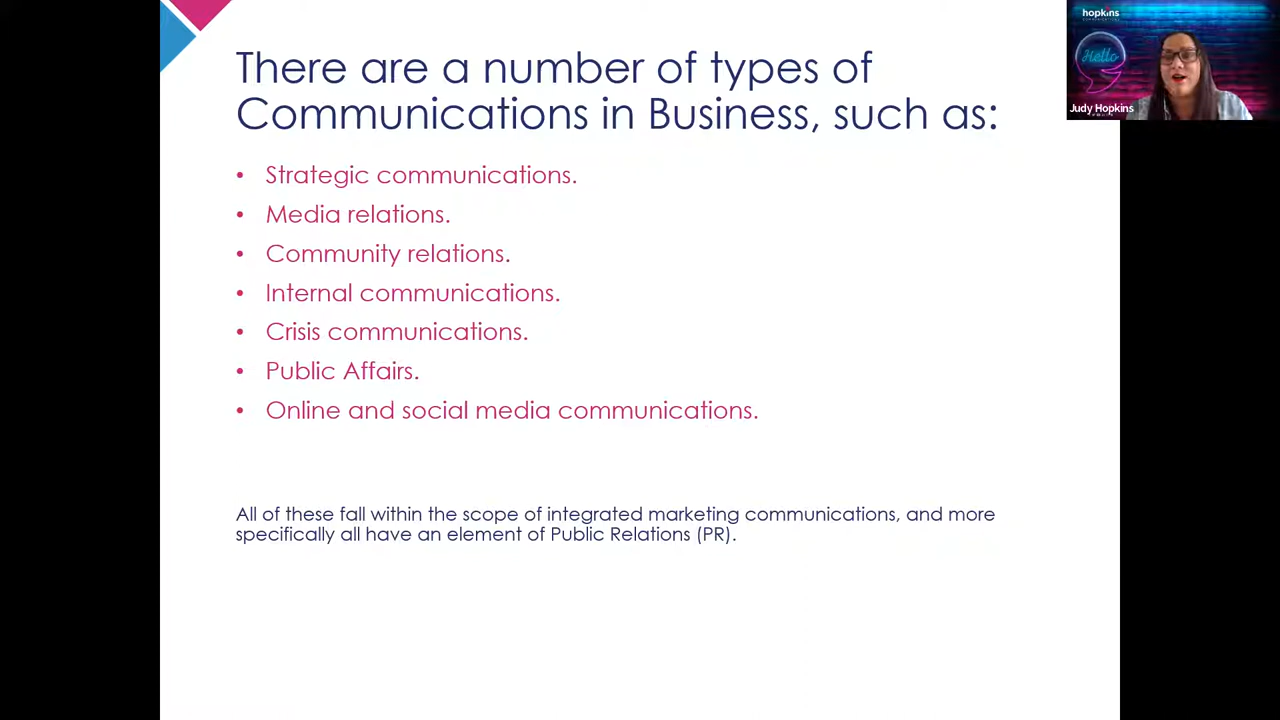 There are a number of types of
Communications in Business, such as:
• Strategic communications.
• Media relations.
• Community relations.
• Internal communications.
• Crisis communications.
• Public Affairs.
• Online and social media communications.
All of these fall within the scope of integrated marketing communications, and more
specifically all have an element of Public Relations (PR).
hopkins
COMMUNICATIONS
Hello
Judy Hopkins